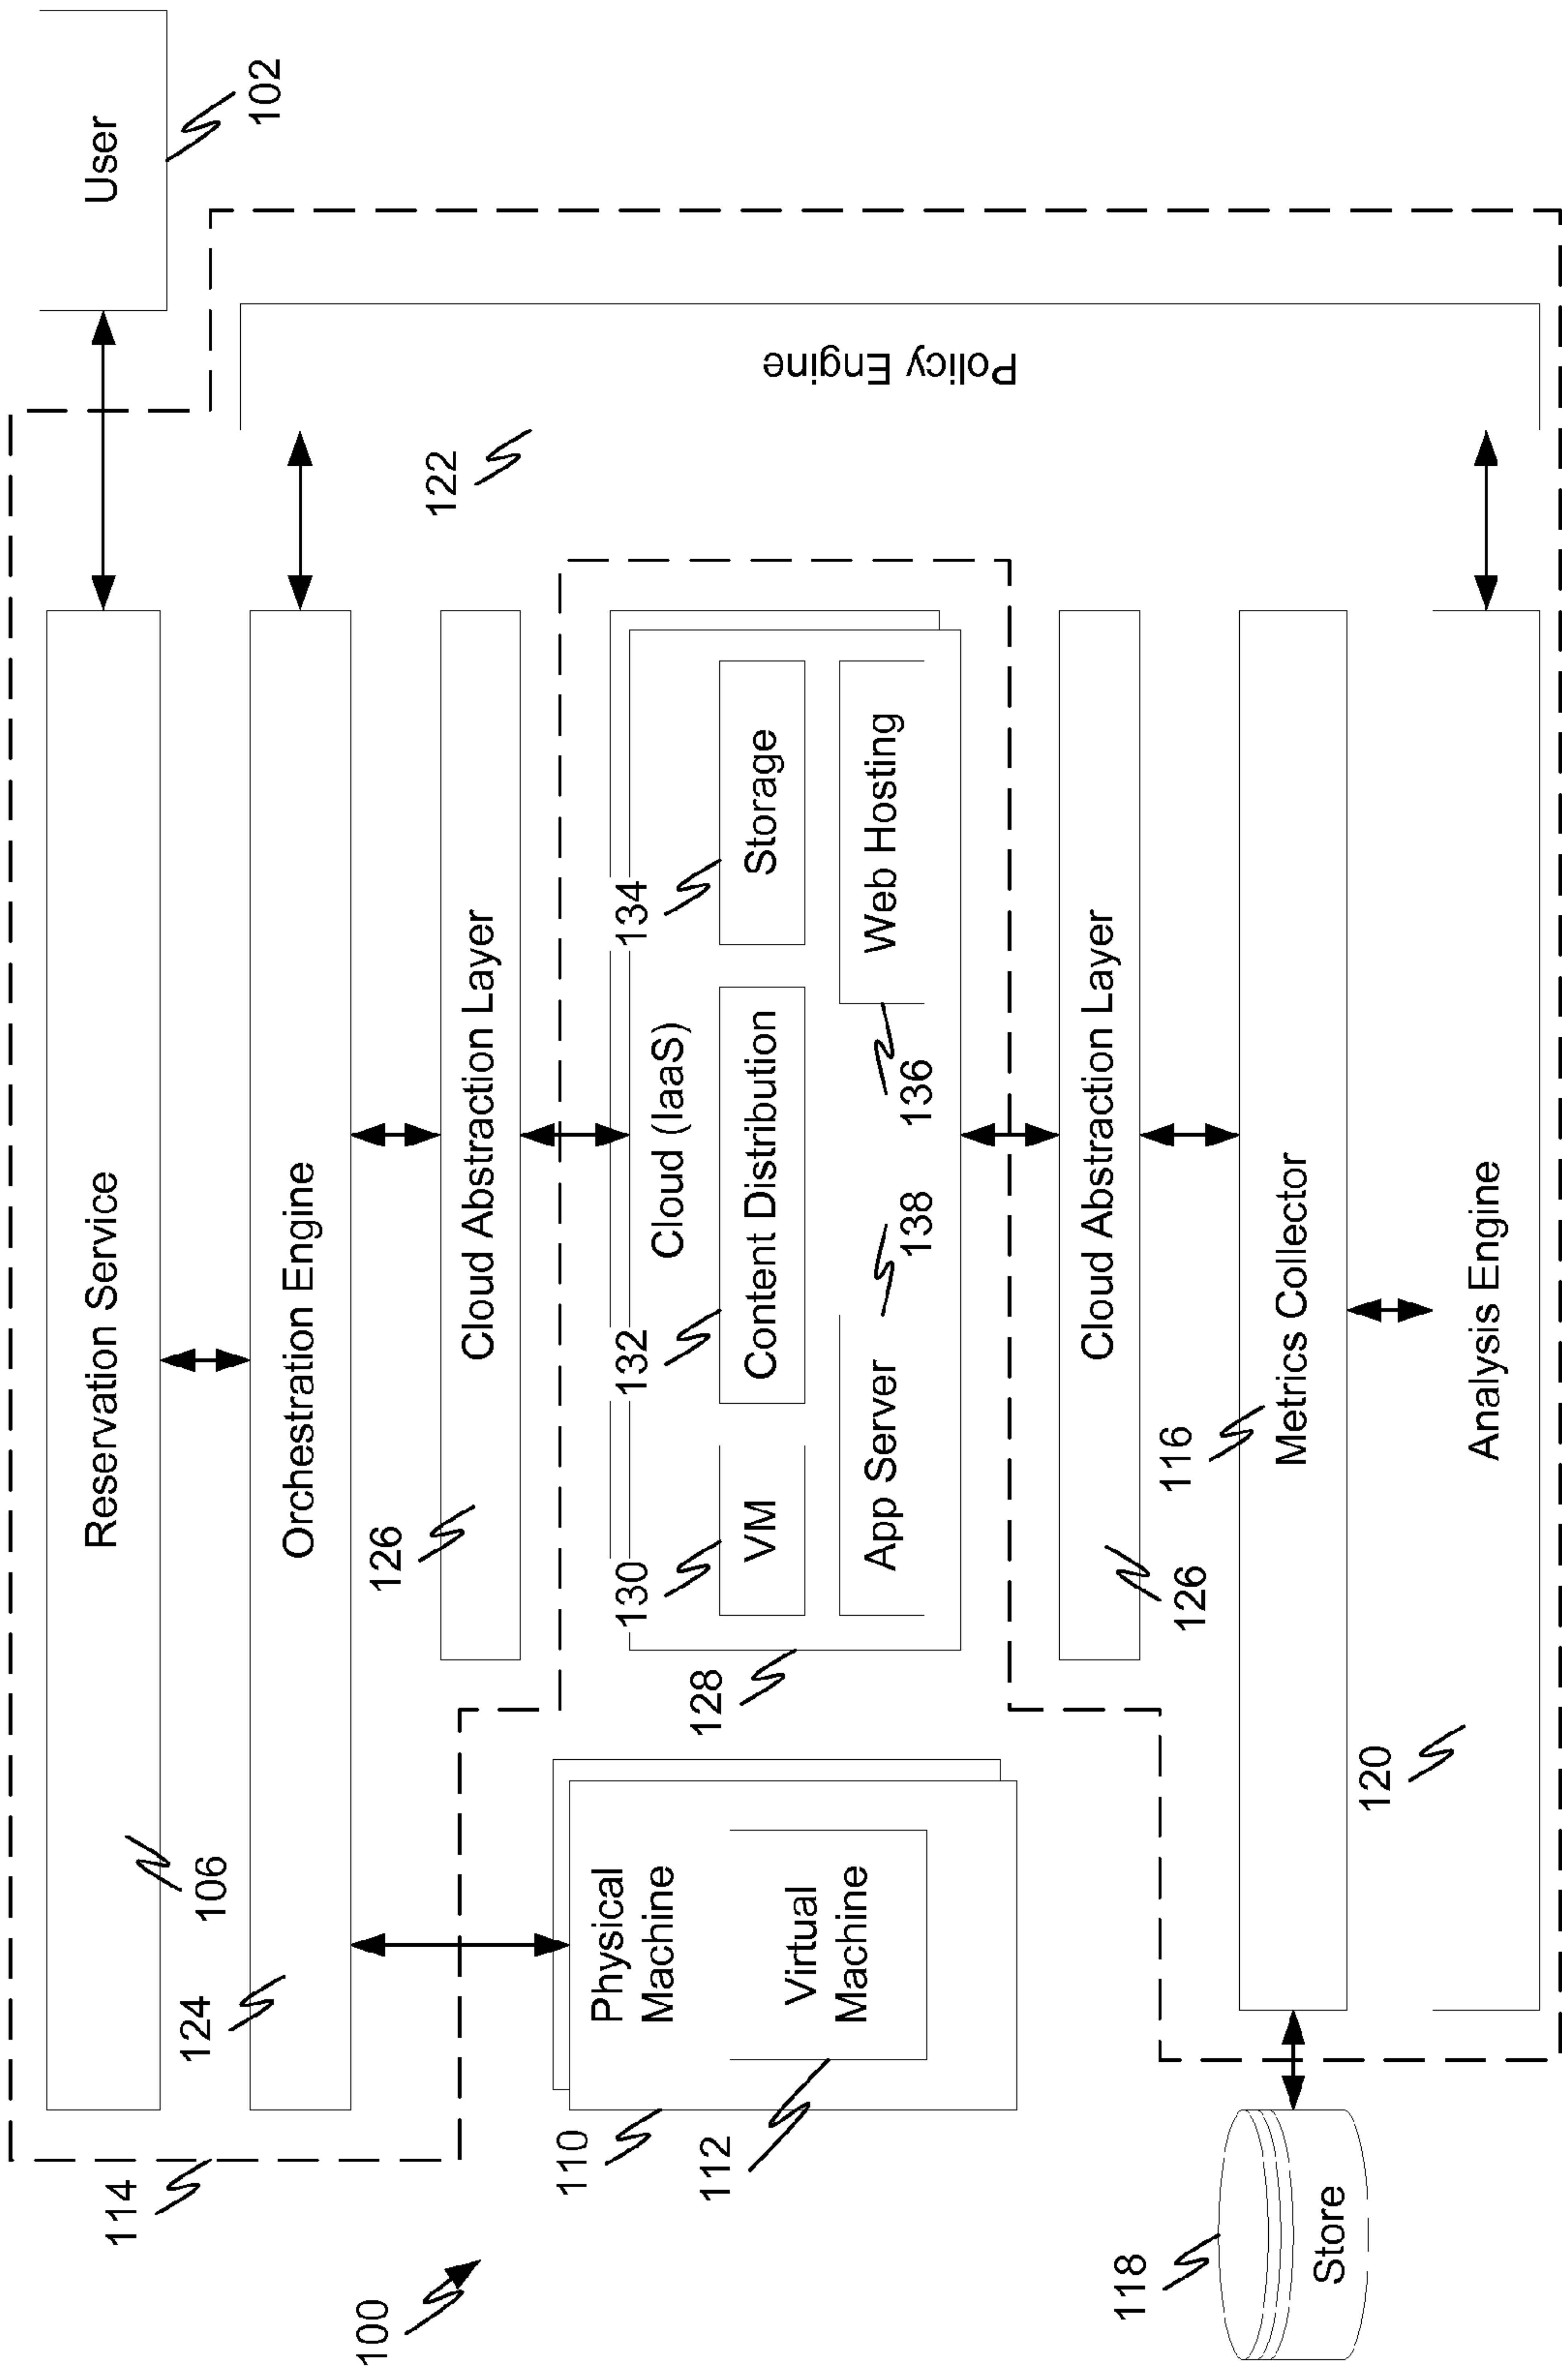 User
102
Reservation Service
114
106
124
Orchestration Engine
100
126
122
Cloud Abstraction Layer
110
Physical
Machine
130
132
134
Cloud (IaaS)
128
112
VM
Content Distribution
Storage
Virtual
Machine
App Server
Web Hosting
138
136
Policy Engine
Cloud Abstraction Layer
118
126
116
Metrics Collector
Store
120
Analysis Engine